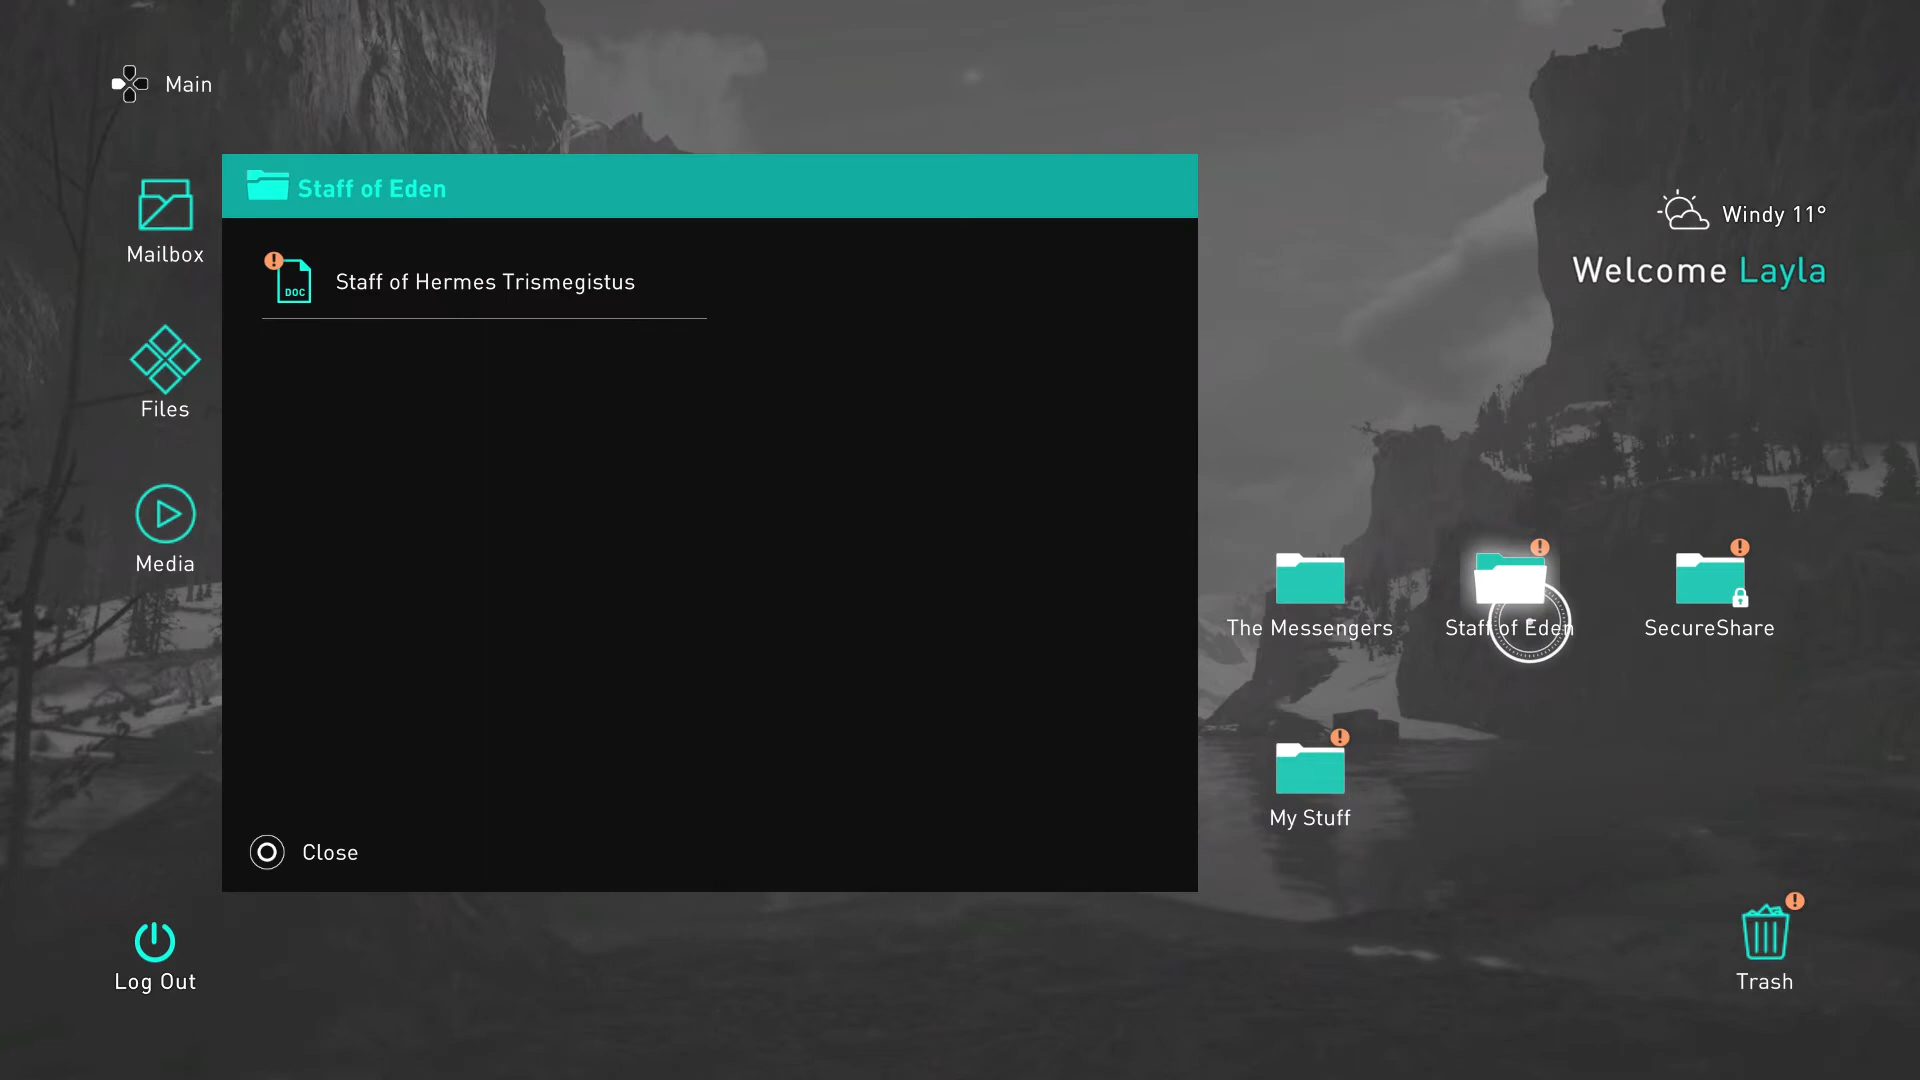 Main
Staff of Eden
Mailbox
Files
Media
Log Out
! DOC Staff of Hermes Trismegistus
Close
Windy 11°
Welcome Layla
The Messengers
! Staff of Eden
! SecureShare
! My Stuff
! Trash